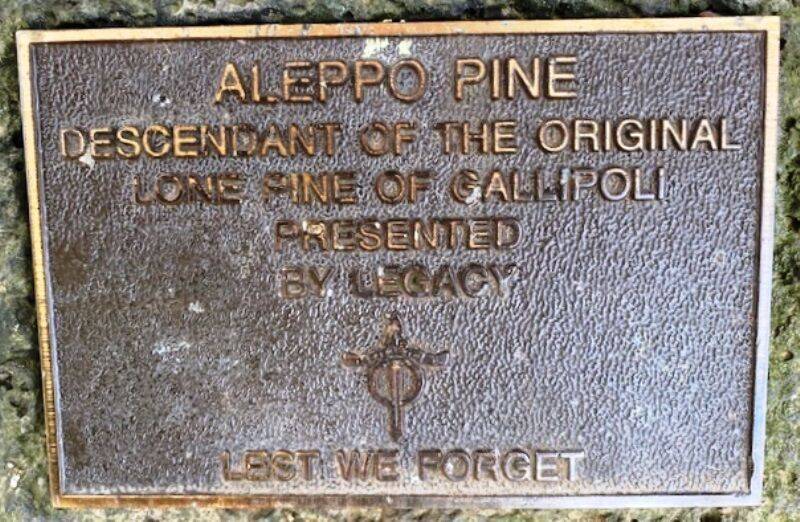 ALEPPO PINE
DESCENDANT OF THE ORIGINAL
LONE PINE OF GALLIPOLI
PRESENTED
BY LEGACY
LEST WE FORGET